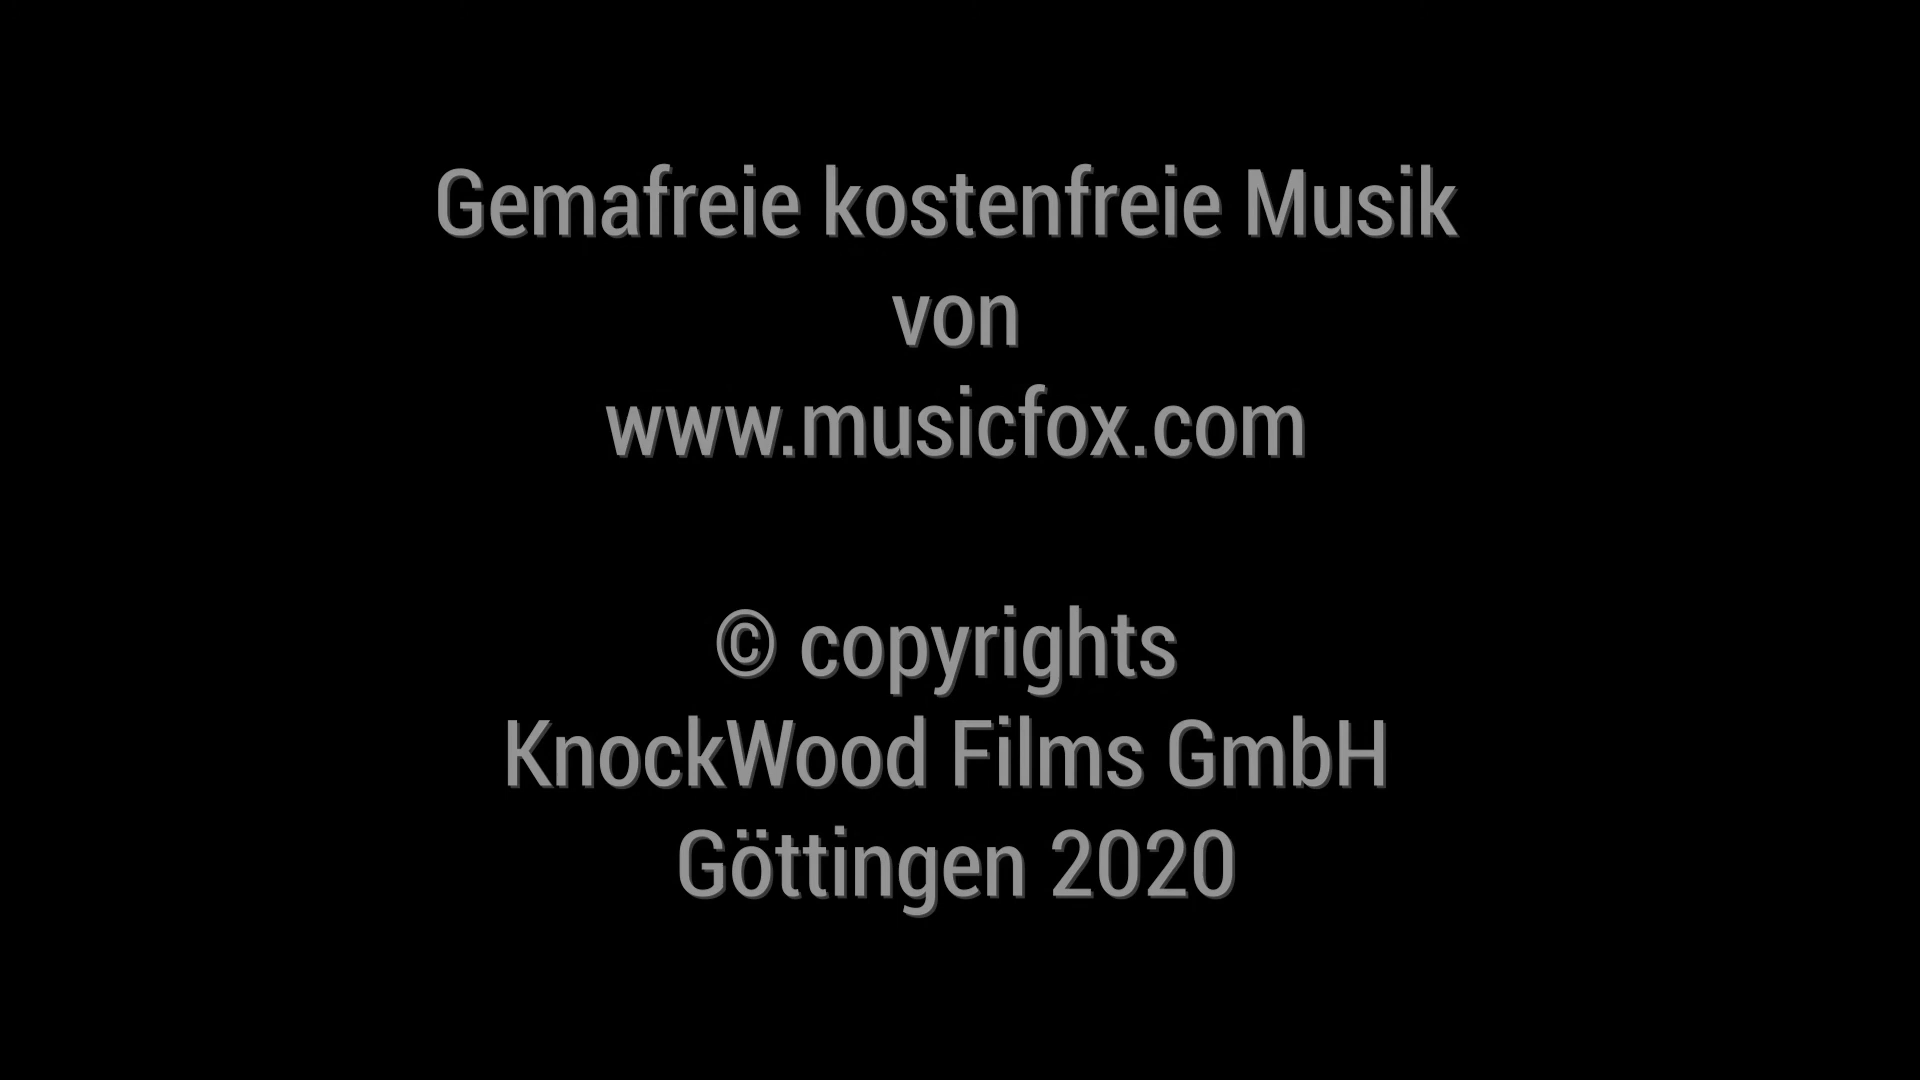 Gemafreie kostenfreie Musik
von
www.musicfox.com
© copyrights
KnockWood Films GmbH
Göttingen 2020